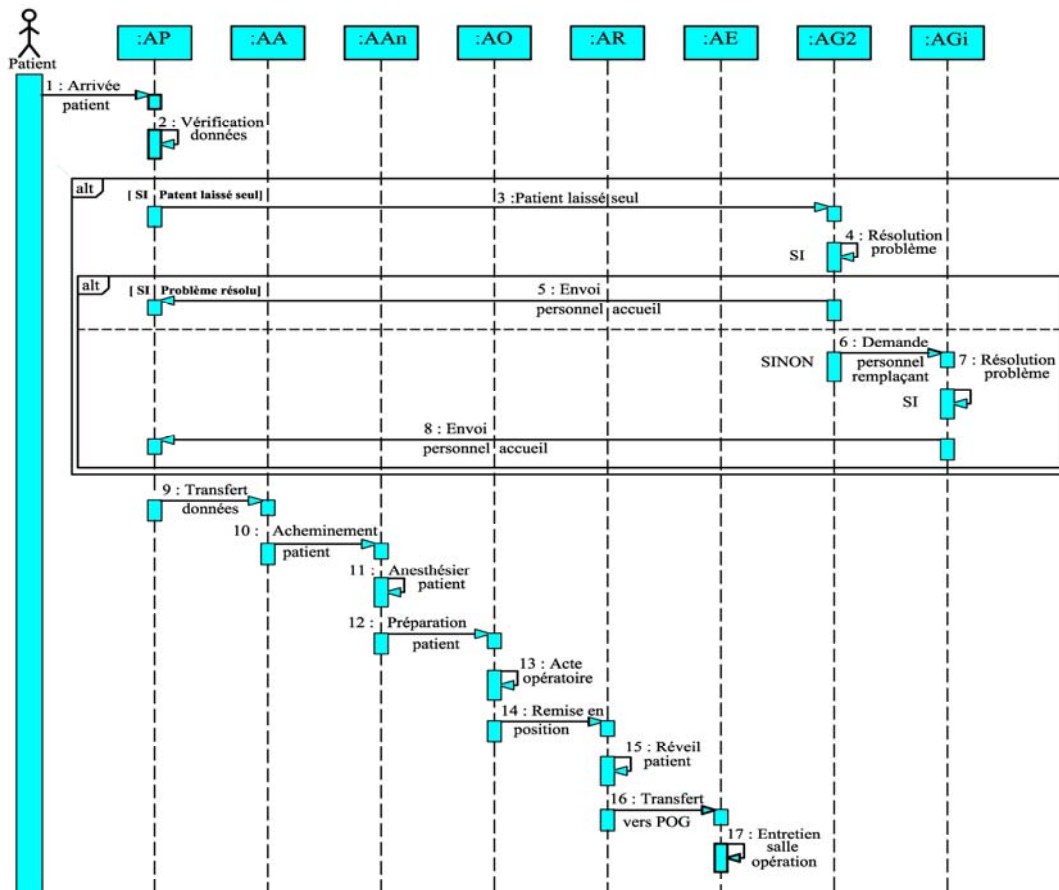 :AP
:AA
:AAn
:AO
:AR
:AE
:AG2
:AGi
Patient
1 : Arrivée
patient
2 : Vérification
données
alt
[ SI Patent laissé seul]
3 :Patient laissé seul
4 : Résolution
problème
SI
alt
[ SI Problème résolu]
5 : Envoi
personnel accueil
SINON
6 : Demande
personnel
remplaçant
7 : Résolution
problème
SI
8 : Envoi
personnel accueil
9 : Transfert
données
10 : Acheminement
patient
11 : Anesthésier
patient
12 : Préparation
patient
13 : Acte
opératoire
14 : Remise en
position
15 : Réveil
patient
16 : Transfert
vers POG
17 : Entretien
salle
opération